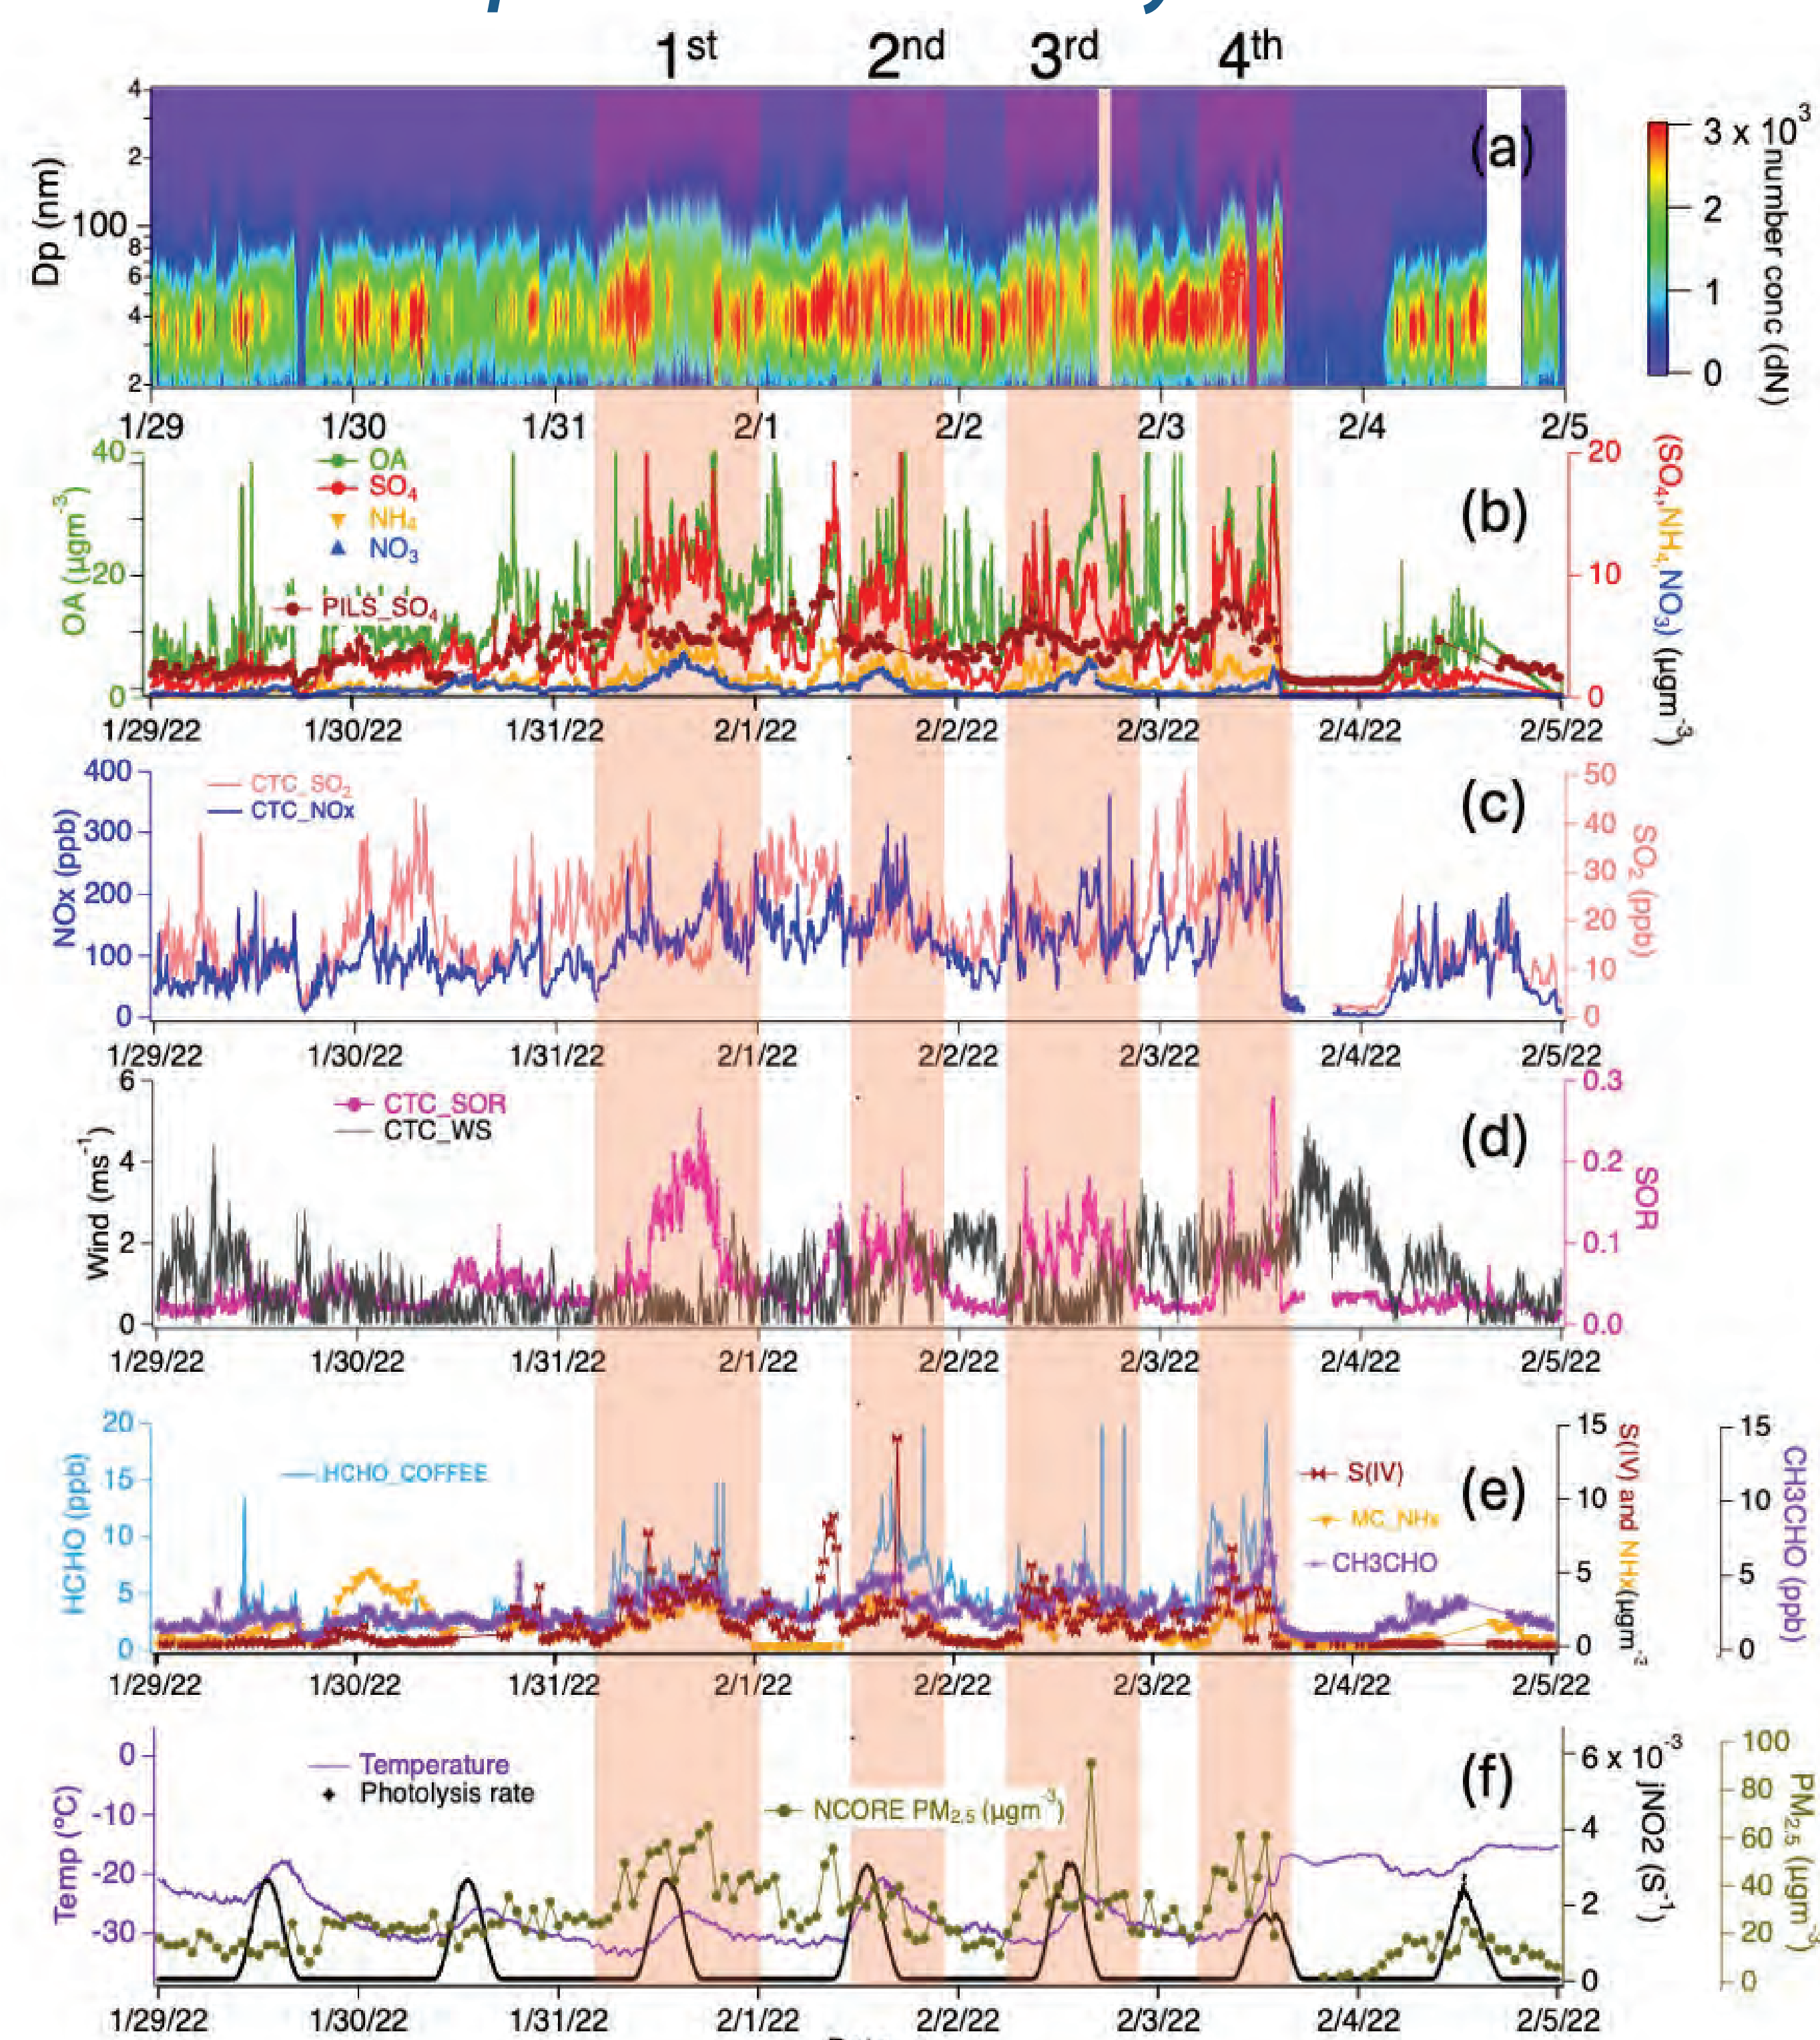 1st 2nd 3rd 4th
(a)
Dp (nm)
4
2
100
8
6
4
2
3 x 10³
2
1
0
number conc (dN)
1/29 1/30 1/31 2/1 2/2 2/3 2/4 2/5
(b)
OA (µgm⁻³)
40
20
0
OA
SO₄
NH₄
NO₃
PILS_SO₄
20
10
0
(SO₄,NH₄,NO₃) (µgm⁻³)
1/29/22 1/30/22 1/31/22 2/1/22 2/2/22 2/3/22 2/4/22 2/5/22
(c)
NOx (ppb)
400
300
200
100
0
CTC_SO₂
CTC_NOx
50
40
30
20
10
0
SO₂ (ppb)
1/29/22 1/30/22 1/31/22 2/1/22 2/2/22 2/3/22 2/4/22 2/5/22
(d)
Wind (ms⁻¹)
6
4
2
0
CTC_SOR
CTC_WS
0.3
0.2
0.1
0.0
SOR
1/29/22 1/30/22 1/31/22 2/1/22 2/2/22 2/3/22 2/4/22 2/5/22
(e)
HCHO (ppb)
20
15
10
5
0
HCHO_COFFEE
S(IV)
MC_NHx
CH3CHO
15
10
5
0
S(IV) and NHx(µgm⁻²
15
10
5
0
CH3CHO (ppb)
1/29/22 1/30/22 1/31/22 2/1/22 2/2/22 2/3/22 2/4/22 2/5/22
(f)
Temp (ºC)
0
-10
-20
-30
Temperature
Photolysis rate
NCORE PM₂.₅ (µgm⁻³)
6 x 10⁻³
4
2
0
jNO2 (S⁻¹)
100
80
60
40
20
0
PM₂.₅ (µgm⁻³)
1/29/22 1/30/22 1/31/22 2/1/22 2/2/22 2/3/22 2/4/22 2/5/22